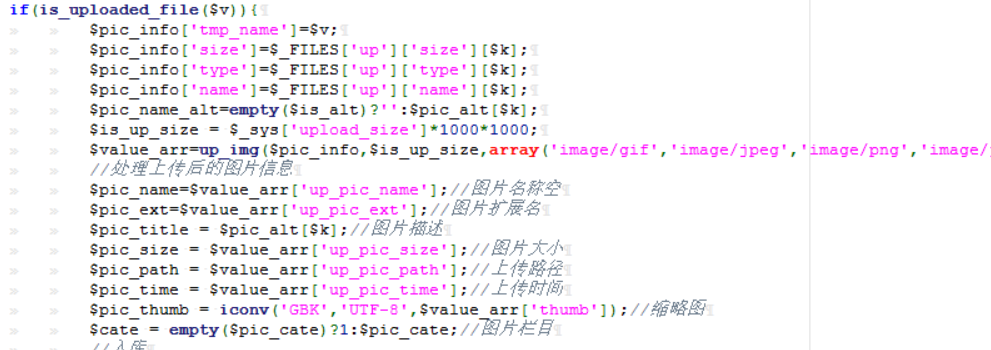 if(is_uploaded_file($v)){
$pic_info['tmp_name']=$v;
$pic_info['size']=$_FILES['up']['size'][$k];
$pic_info['type']=$_FILES['up']['type'][$k];
$pic_info['name']=$_FILES['up']['name'][$k];
$pic_name_alt=empty($is_alt)?'':$pic_alt[$k];
$is_up_size = $_sys['upload_size']*1000*1000;
$value_arr=up_img($pic_info,$is_up_size,array('image/gif','image/jpeg','image/png','image/
//处理上传后的图片信息
$pic_name=$value_arr['up_pic_name'];//图片名称空
$pic_ext=$value_arr['up_pic_ext'];//图片扩展名
$pic_title = $pic_alt[$k];//图片描述
$pic_size = $value_arr['up_pic_size'];//图片大小
$pic_path = $value_arr['up_pic_path'];//上传路径
$pic_time = $value_arr['up_pic_time'];//上传时间
$pic_thumb = iconv('GBK','UTF-8',$value_arr['thumb']);//缩略图
$cate = empty($pic_cate)?1:$pic_cate;//图片栏目
//入库